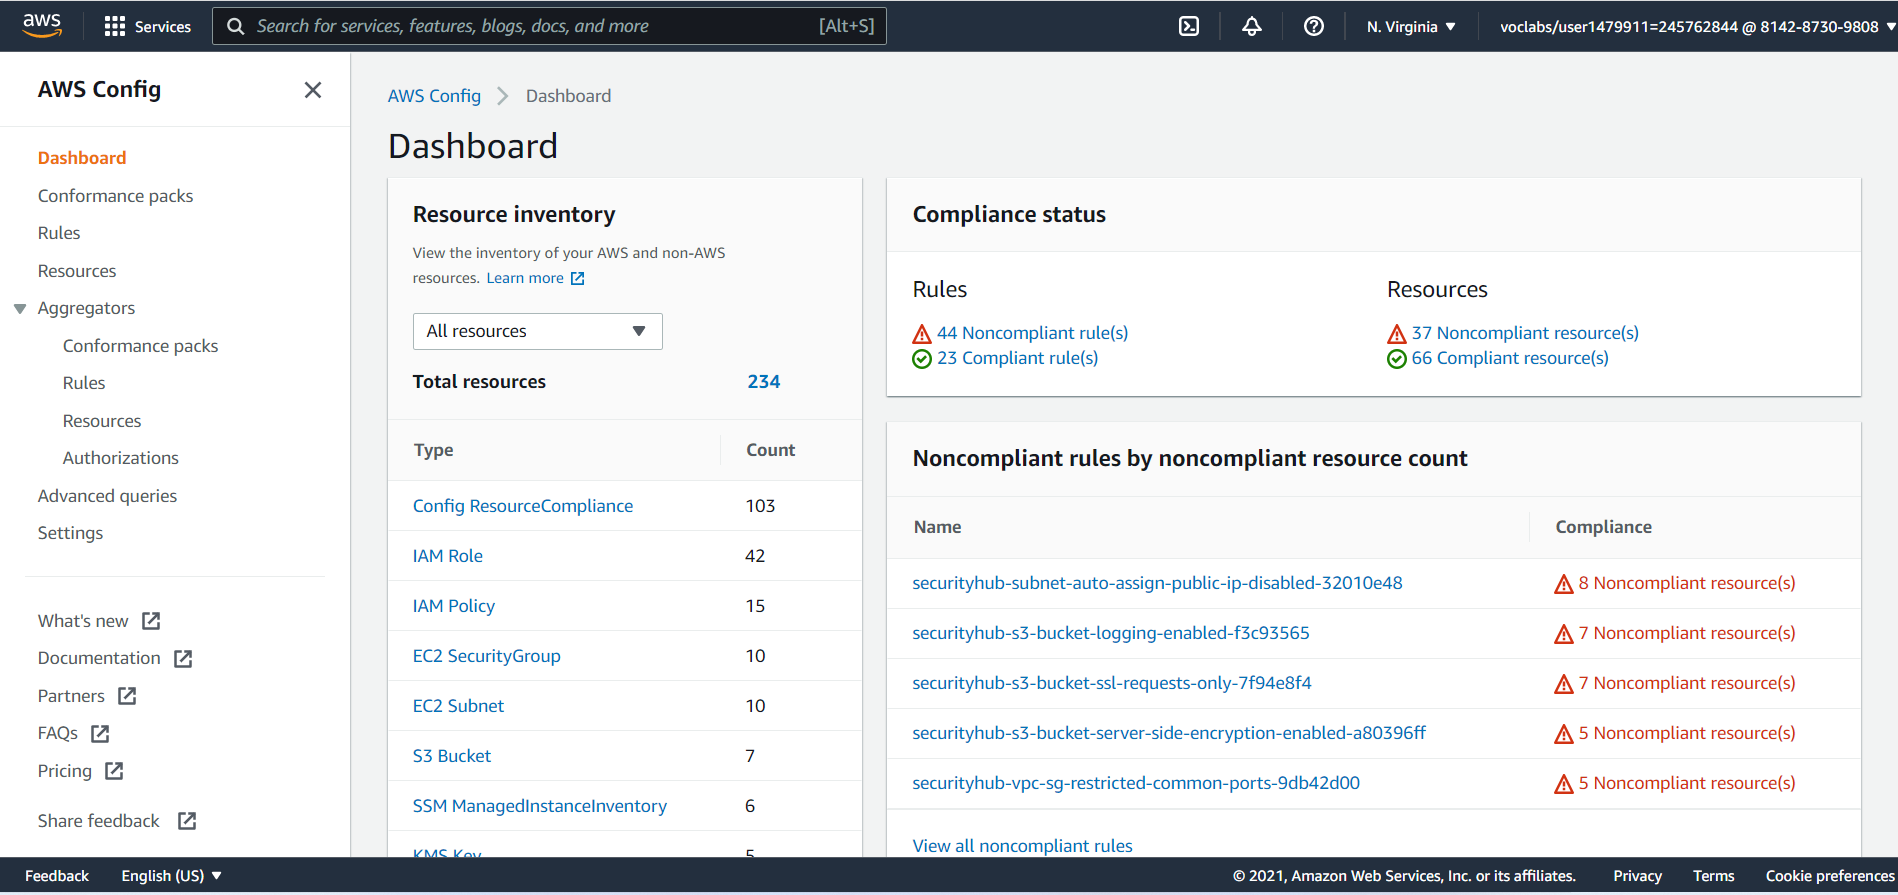 aws
Services
Search for services, features, blogs, docs, and more
[Alt+S]
N. Virginia
voclabs/user1479911=245762844 @ 8142-8730-9808
AWS Config
Dashboard
Conformance packs
Rules
Resources
Aggregators
Conformance packs
Rules
Resources
Authorizations
Advanced queries
Settings
What's new
Documentation
Partners
FAQs
Pricing
Share feedback
AWS Config
Dashboard
Dashboard
Resource inventory
View the inventory of your AWS and non-AWS
resources. Learn more
All resources
Total resources 234
Type Count
Config ResourceCompliance 103
IAM Role 42
IAM Policy 15
EC2 SecurityGroup 10
EC2 Subnet 10
S3 Bucket 7
SSM ManagedInstanceInventory 6
KMS Key 5
Compliance status
Rules
44 Noncompliant rule(s)
23 Compliant rule(s)
Resources
37 Noncompliant resource(s)
66 Compliant resource(s)
Noncompliant rules by noncompliant resource count
Name Compliance
securityhub-subnet-auto-assign-public-ip-disabled-32010e48 8 Noncompliant resource(s)
securityhub-s3-bucket-logging-enabled-f3c93565 7 Noncompliant resource(s)
securityhub-s3-bucket-ssl-requests-only-7f94e8f4 7 Noncompliant resource(s)
securityhub-s3-bucket-server-side-encryption-enabled-a80396ff 5 Noncompliant resource(s)
securityhub-vpc-sg-restricted-common-ports-9db42d00 5 Noncompliant resource(s)
View all noncompliant rules
Feedback English (US)
© 2021, Amazon Web Services, Inc. or its affiliates. Privacy Terms Cookie preferences